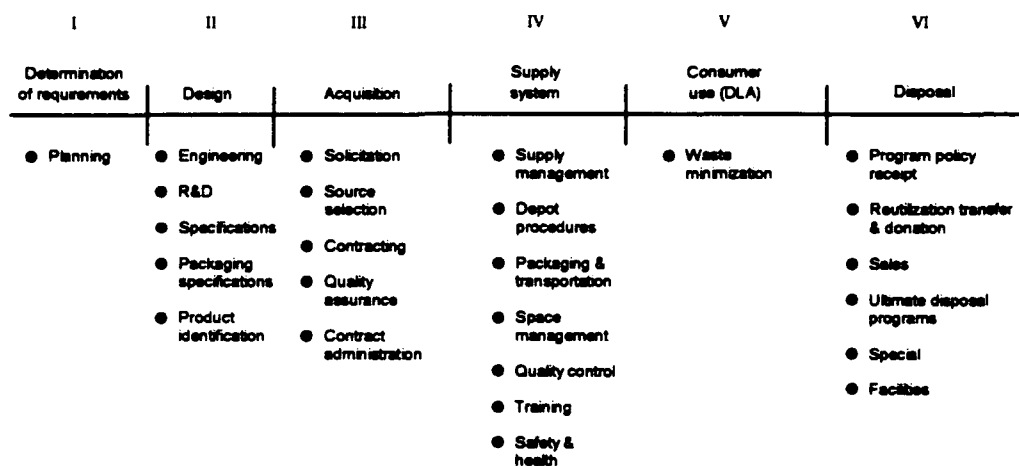 I II III IV V VI
Determination
of requirements
Design
Acquisition
Supply
system
Consumer
use (DLA)
Disposal
● Planning
● Engineering
● R&D
● Specifications
● Packaging
specifications
● Product
identification
● Solicitation
● Source
selection
● Contracting
● Quality
assurance
● Contract
administration
● Supply
management
● Depot
procedures
● Packaging &
transportation
● Space
management
● Quality control
● Training
● Safety &
health
● Waste
minimization
● Program policy
receipt
● Reutilization transfer
& donation
● Sales
● Ultimate disposal
programs
● Special
● Facilities